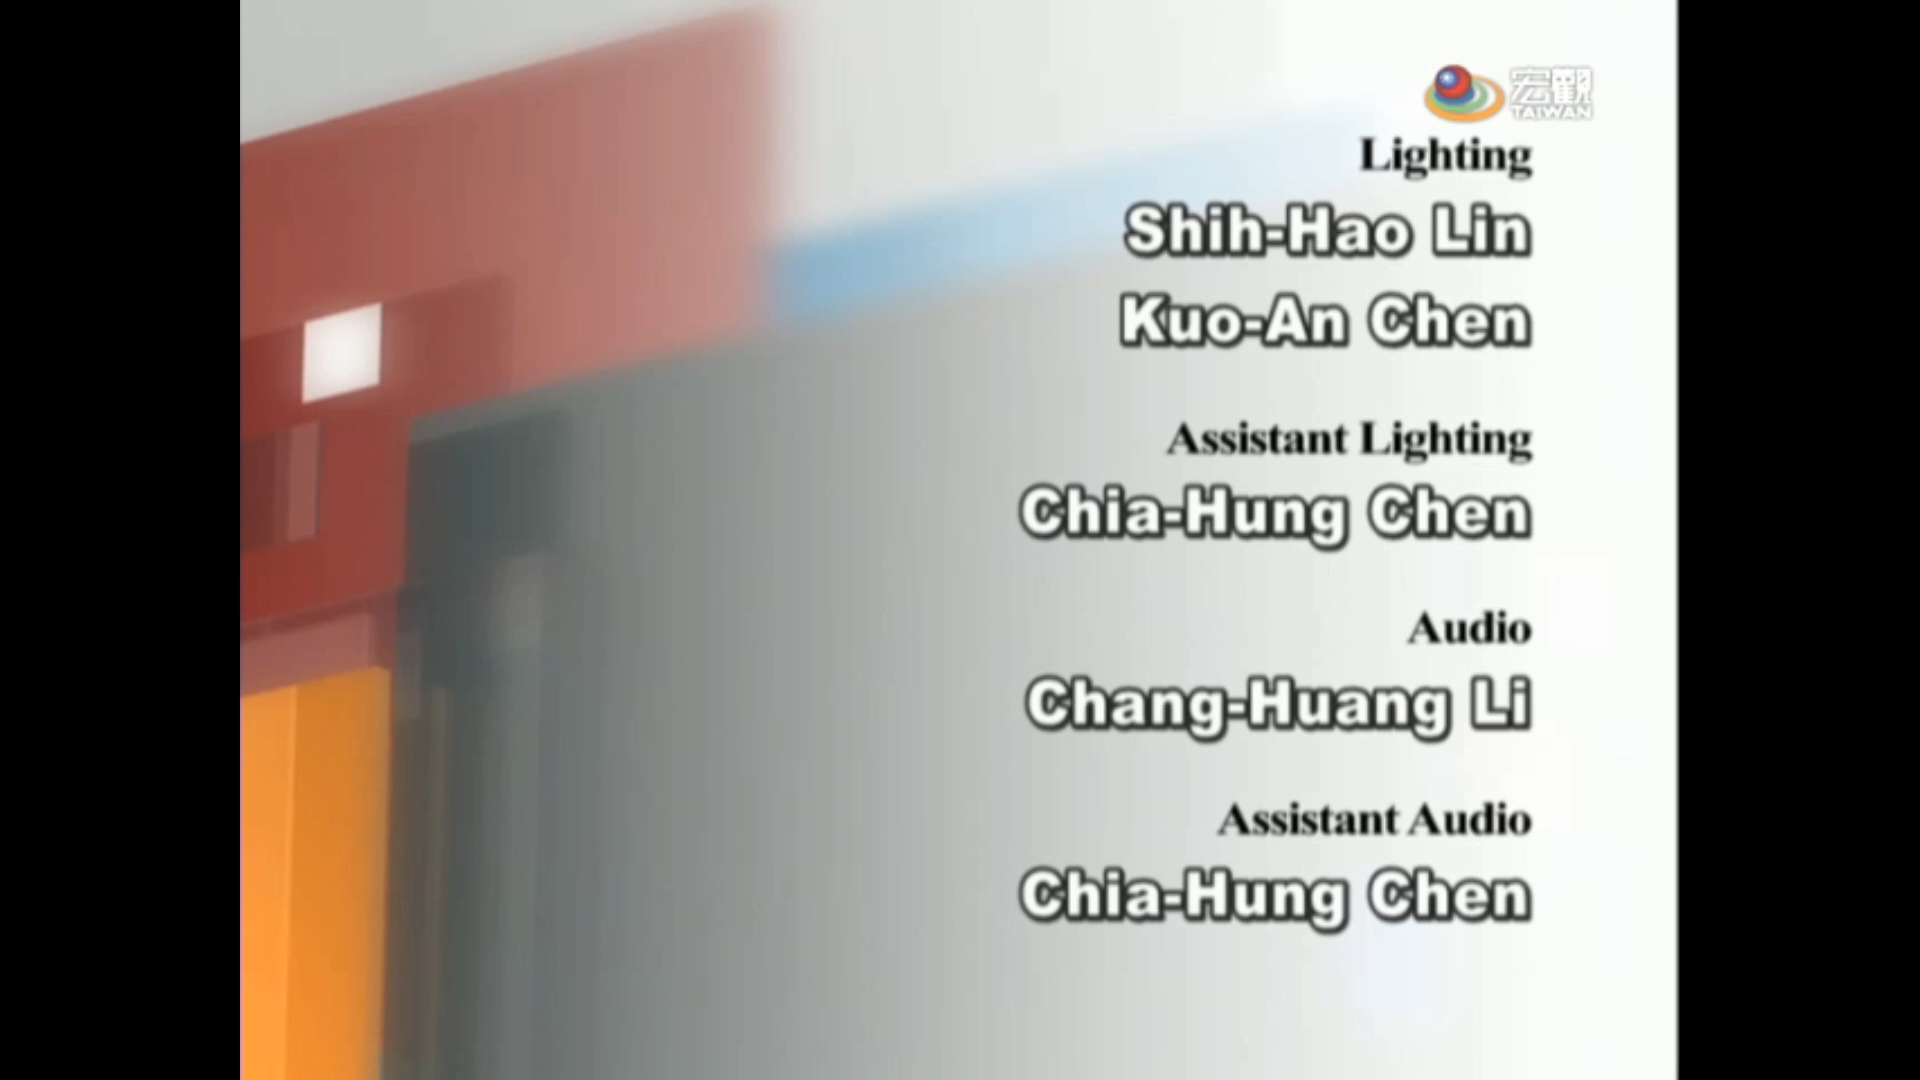 宏觀
TAIWAN
Lighting
Shih-Hao Lin
Kuo-An Chen
Assistant Lighting
Chia-Hung Chen
Audio
Chang-Huang Li
Assistant Audio
Chia-Hung Chen